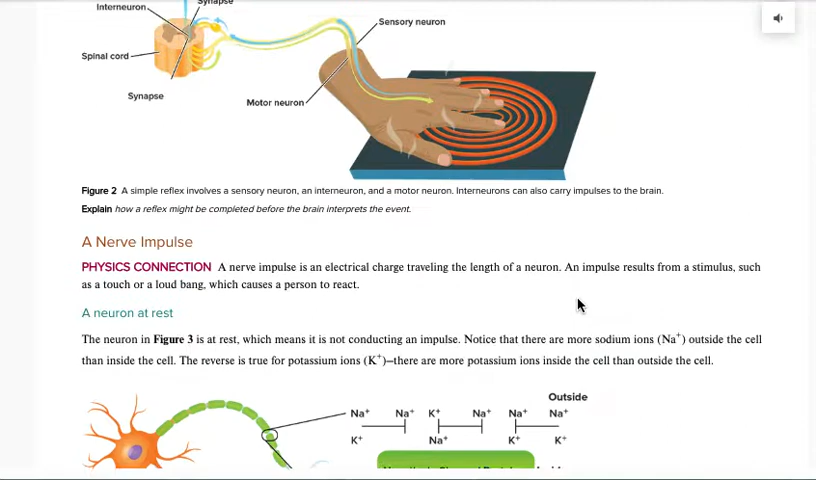 Synapse
Interneuron
Sensory neuron
Spinal cord
Synapse
Motor neuron
Figure 2 A simple reflex involves a sensory neuron, an interneuron, and a motor neuron. Interneurons can also carry impulses to the brain.
Explain how a reflex might be completed before the brain interprets the event.
A Nerve Impulse
PHYSICS CONNECTION A nerve impulse is an electrical charge traveling the length of a neuron. An impulse results from a stimulus, such
as a touch or a loud bang, which causes a person to react.
A neuron at rest
The neuron in Figure 3 is at rest, which means it is not conducting an impulse. Notice that there are more sodium ions (Na⁺) outside the cell
than inside the cell. The reverse is true for potassium ions (K⁺)–there are more potassium ions inside the cell than outside the cell.
Outside
Na⁺ Na⁺ K⁺ Na⁺ Na⁺ Na⁺
K⁺ Na⁺ K⁺ K⁺